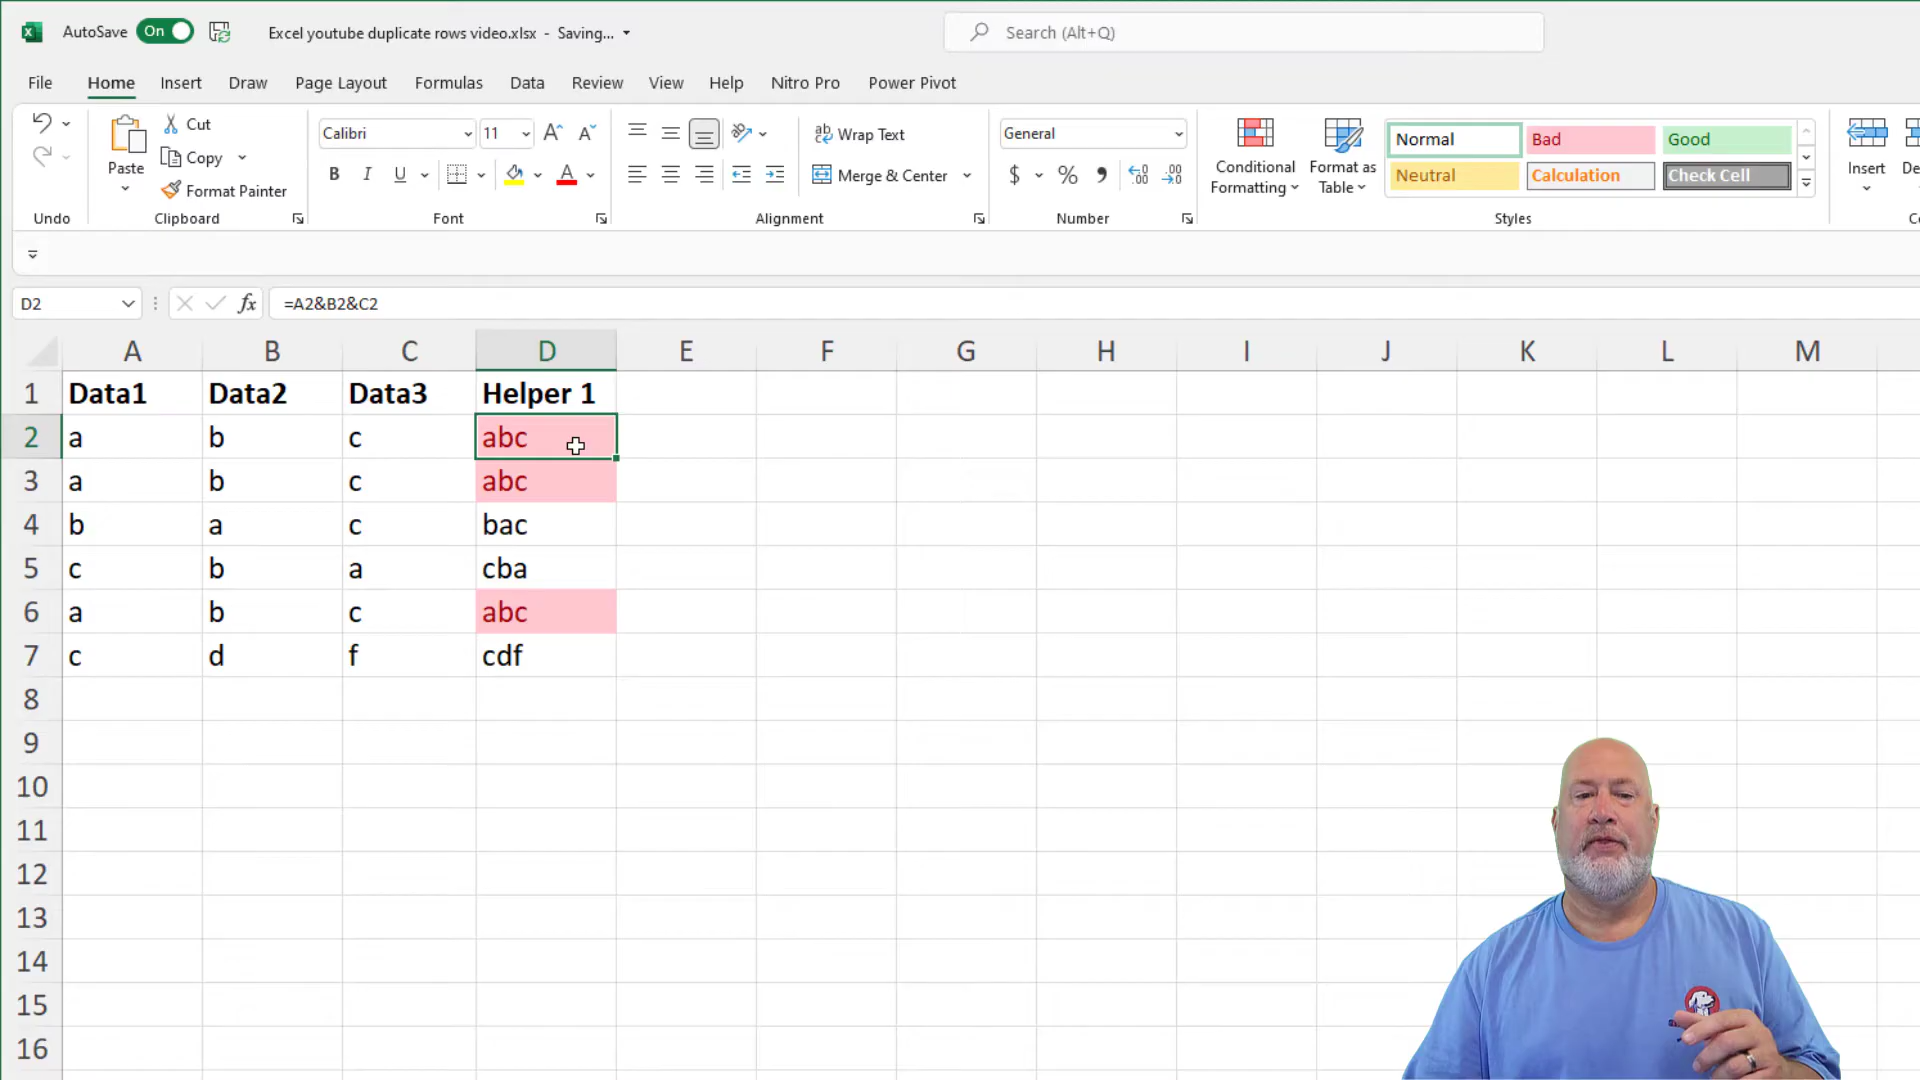 AutoSave On Excel youtube duplicate rows video.xlsx - Saving... Search (Alt+Q)
File Home Insert Draw Page Layout Formulas Data Review View Help Nitro Pro Power Pivot
Paste Cut Copy Format Painter
Calibri 11
B I U
Wrap Text
Merge & Center
General
$ %
Conditional Formatting
Format as Table
Normal Bad Good
Neutral Calculation Check Cell
Insert
Undo Clipboard Font Alignment Number Styles
D2 fx =A2&B2&C2
A B C D E F G H I J K L M
1 Data1 Data2 Data3 Helper 1
2 a b c abc
3 a b c abc
4 b a c bac
5 c b a cba
6 a b c abc
7 c d f cdf
8
9
10
11
12
13
14
15
16